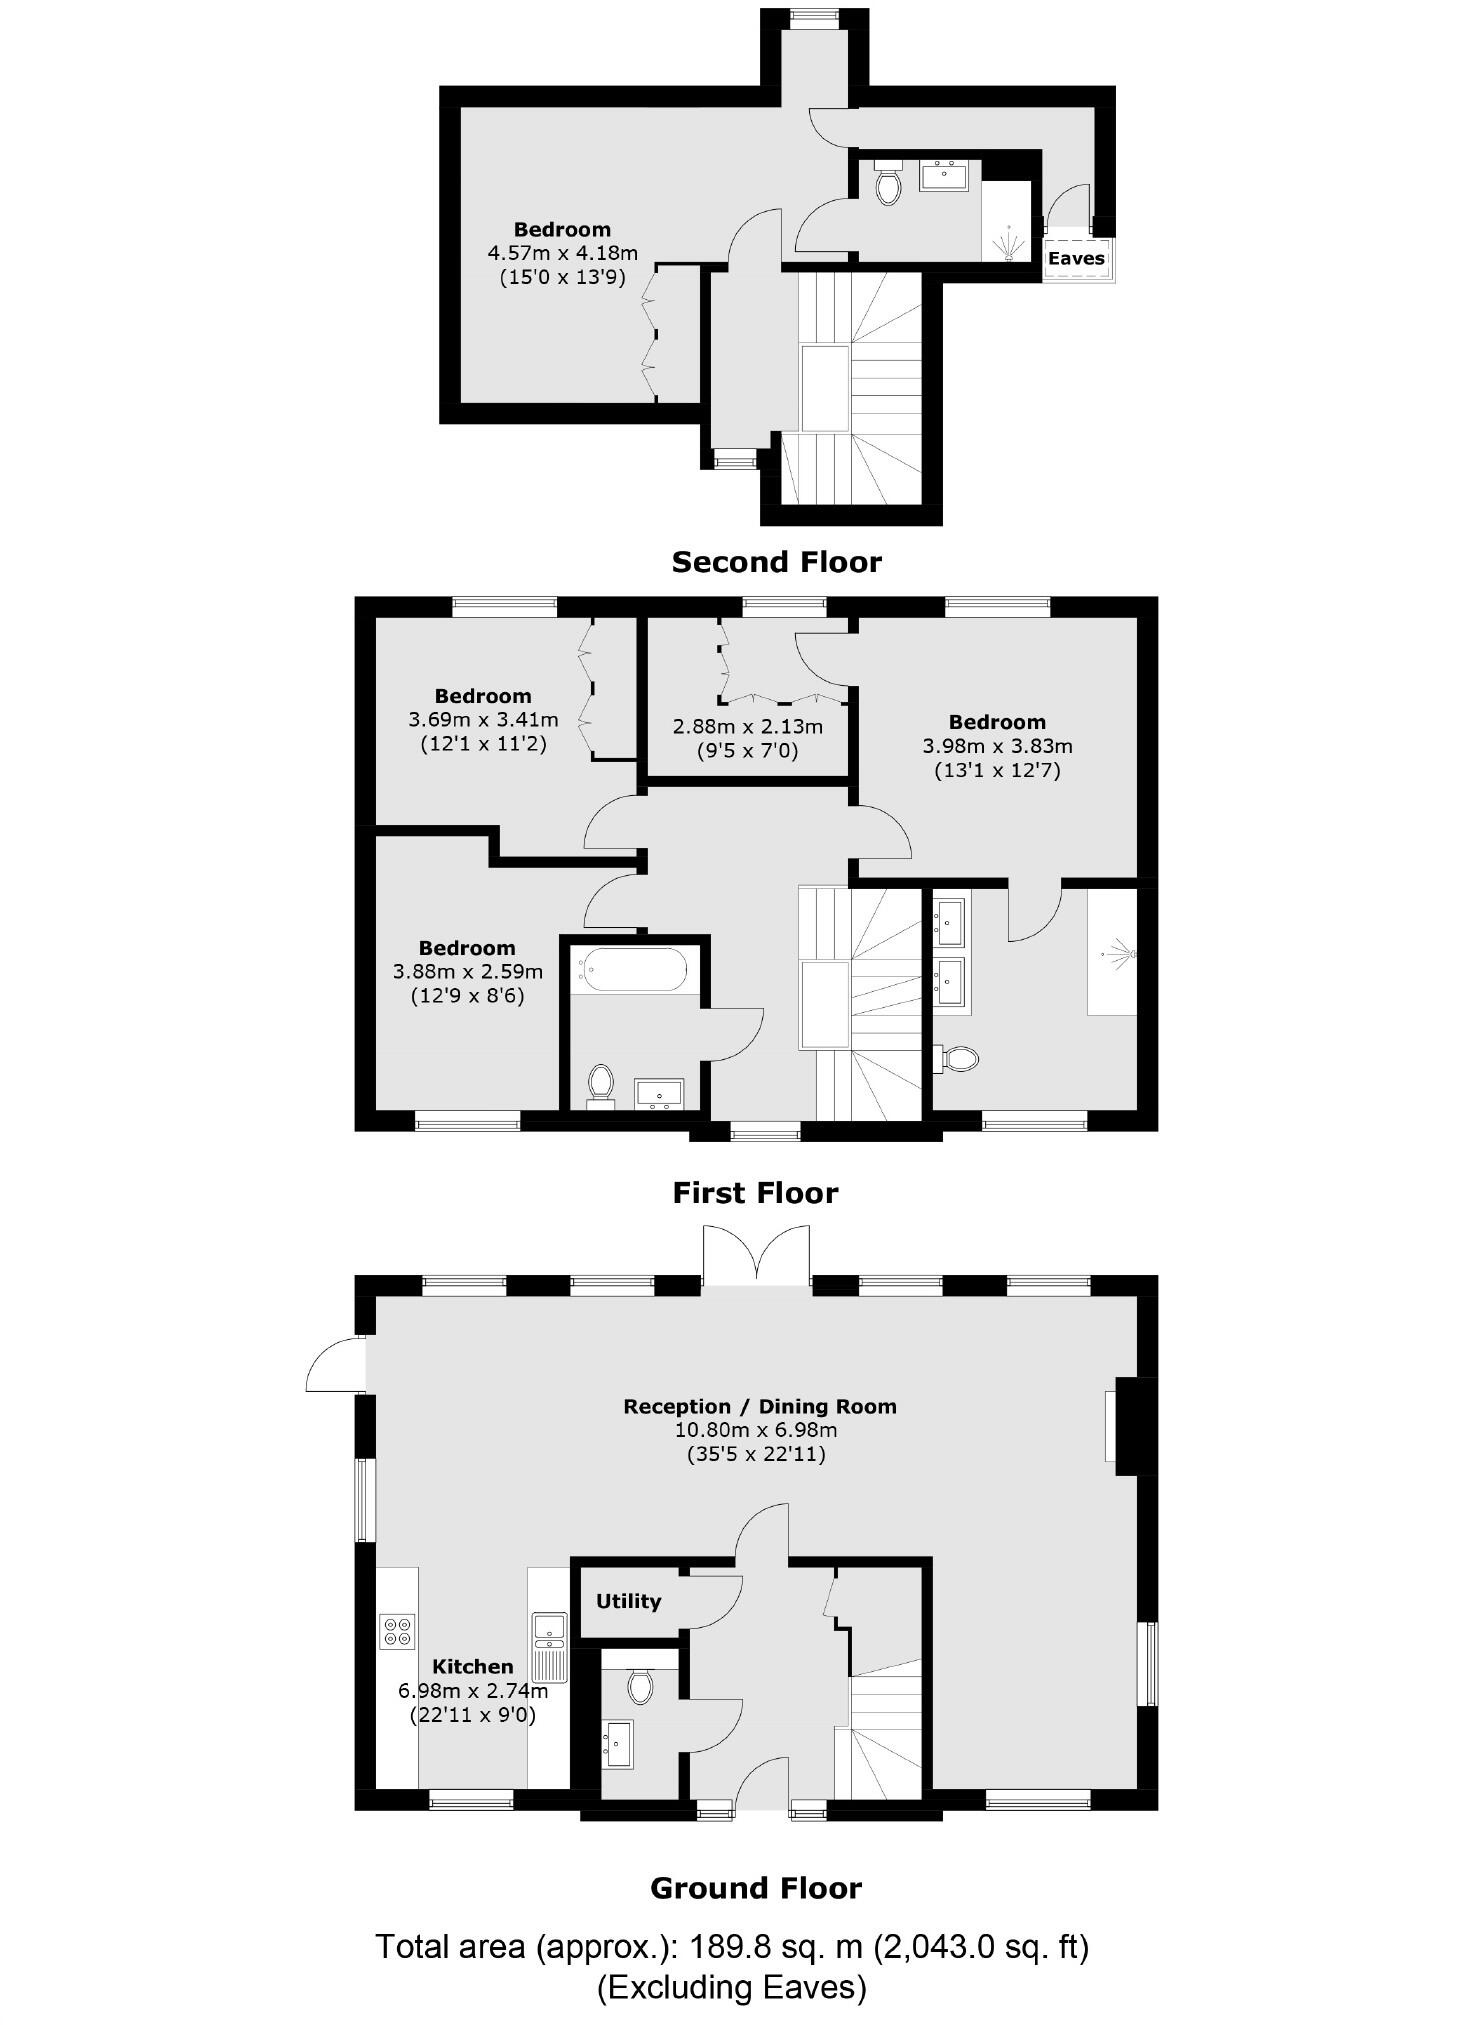 Bedroom
4.57m x 4.18m
(15'0 x 13'9)
Eaves
Second Floor
Bedroom
3.69m x 3.41m
(12'1 x 11'2)
2.88m x 2.13m
(9'5 x 7'0)
Bedroom
3.98m x 3.83m
(13'1 x 12'7)
Bedroom
3.88m x 2.59m
(12'9 x 8'6)
First Floor
Reception / Dining Room
10.80m x 6.98m
(35'5 x 22'11)
Utility
Kitchen
6.98m x 2.74m
(22'11 x 9'0)
Ground Floor
Total area (approx.): 189.8 sq. m (2,043.0 sq. ft)
(Excluding Eaves)